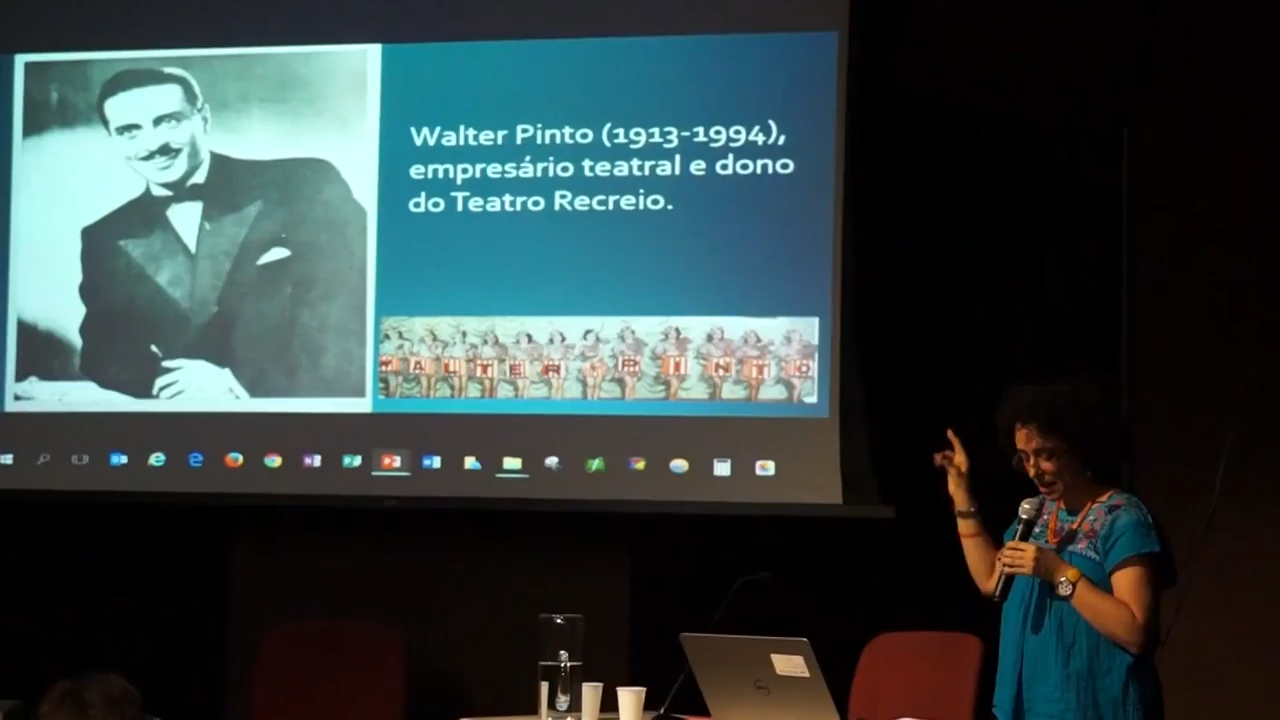 Walter Pinto (1913-1994),
empresário teatral e dono
do Teatro Recreio.
WALTER PINTO